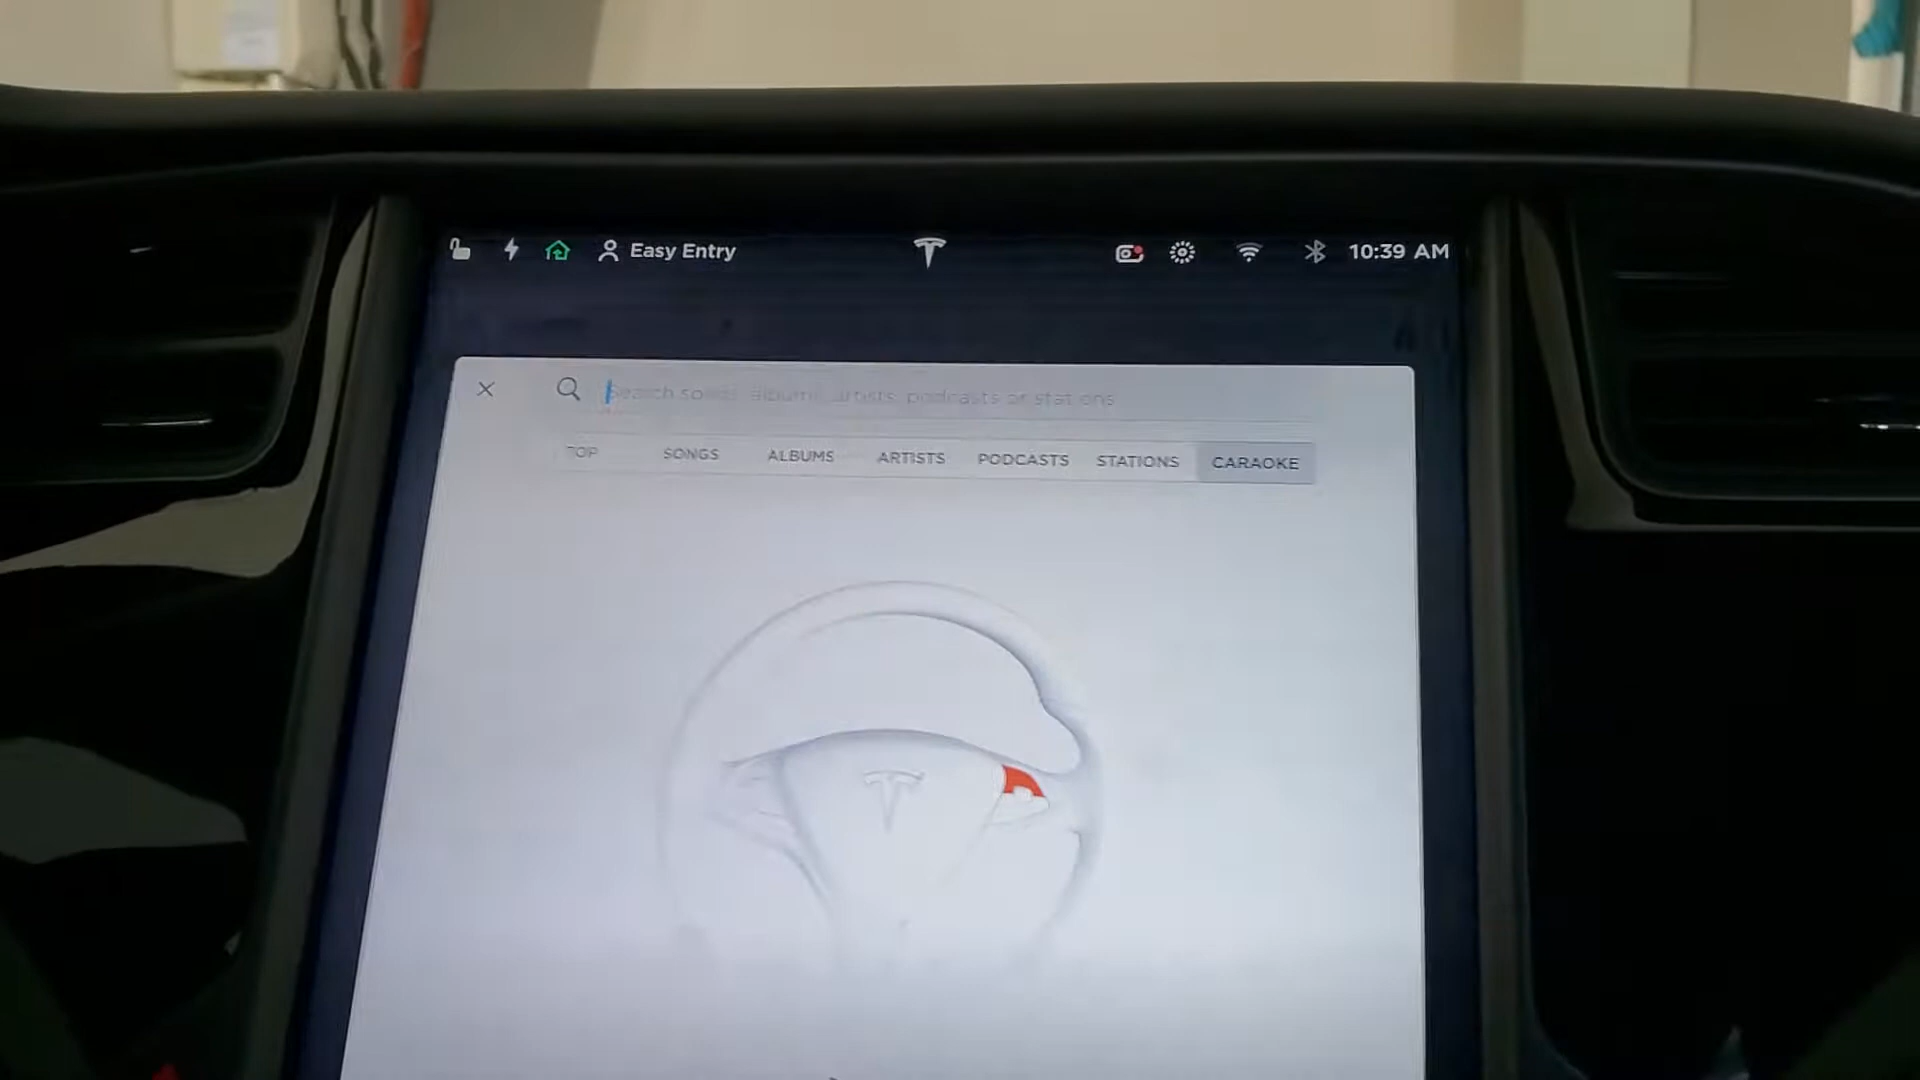 Easy Entry
10:39 AM
Search songs, albums, artists, podcasts or stations
TOP SONGS ALBUMS ARTISTS PODCASTS STATIONS CARAOKE